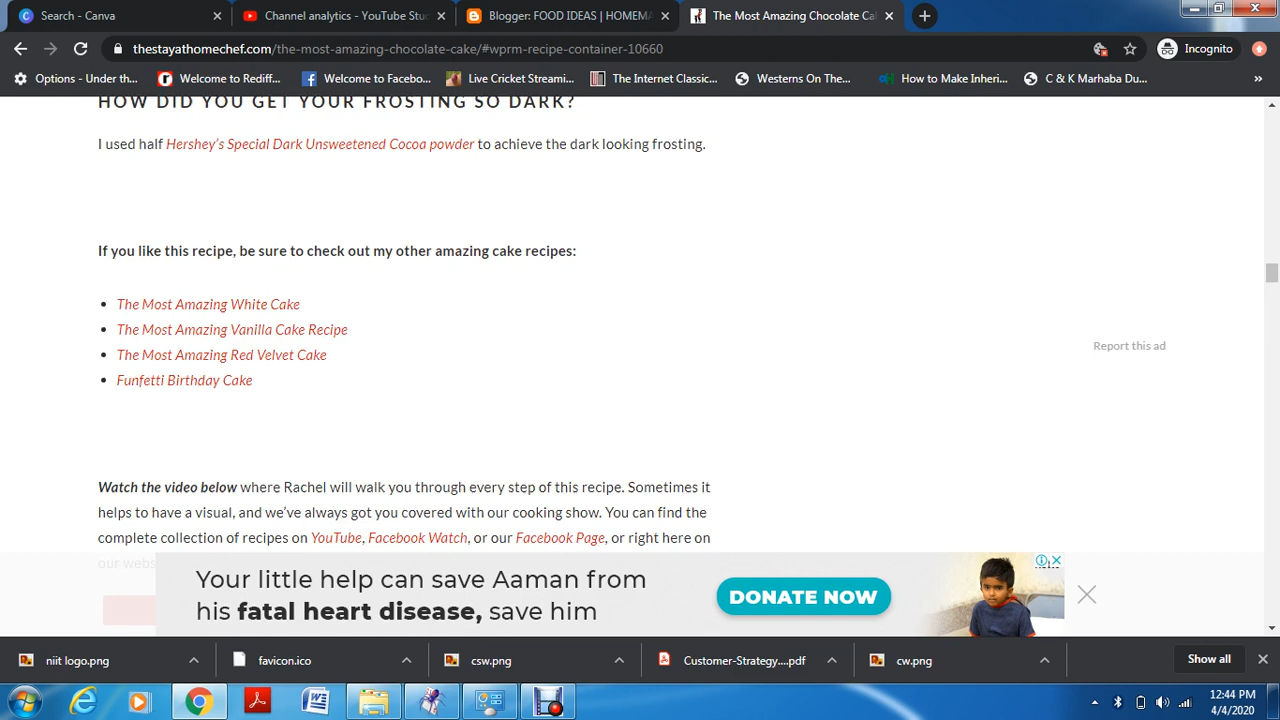 Search - Canva
Channel analytics - YouTube Stu
Blogger: FOOD IDEAS | HOMEMA
The Most Amazing Chocolate Ca
thestayathomechef.com/the-most-amazing-chocolate-cake/#wprm-recipe-container-10660
Incognito
Options - Under th...
Welcome to Rediff...
Welcome to Facebo...
Live Cricket Streami...
The Internet Classic...
Westerns On The...
How to Make Inheri...
C & K Marhaba Du...
HOW DID YOU GET YOUR FROSTING SO DARK?
I used half Hershey's Special Dark Unsweetened Cocoa powder to achieve the dark looking frosting.
If you like this recipe, be sure to check out my other amazing cake recipes:
The Most Amazing White Cake
The Most Amazing Vanilla Cake Recipe
The Most Amazing Red Velvet Cake
Funfetti Birthday Cake
Report this ad
Watch the video below where Rachel will walk you through every step of this recipe. Sometimes it
helps to have a visual, and we've always got you covered with our cooking show. You can find the
complete collection of recipes on YouTube, Facebook Watch, or our Facebook Page, or right here on
our webs
Your little help can save Aaman from
his fatal heart disease, save him
DONATE NOW
niit logo.png
favicon.ico
csw.png
Customer-Strategy....pdf
cw.png
Show all
12:44 PM
4/4/2020